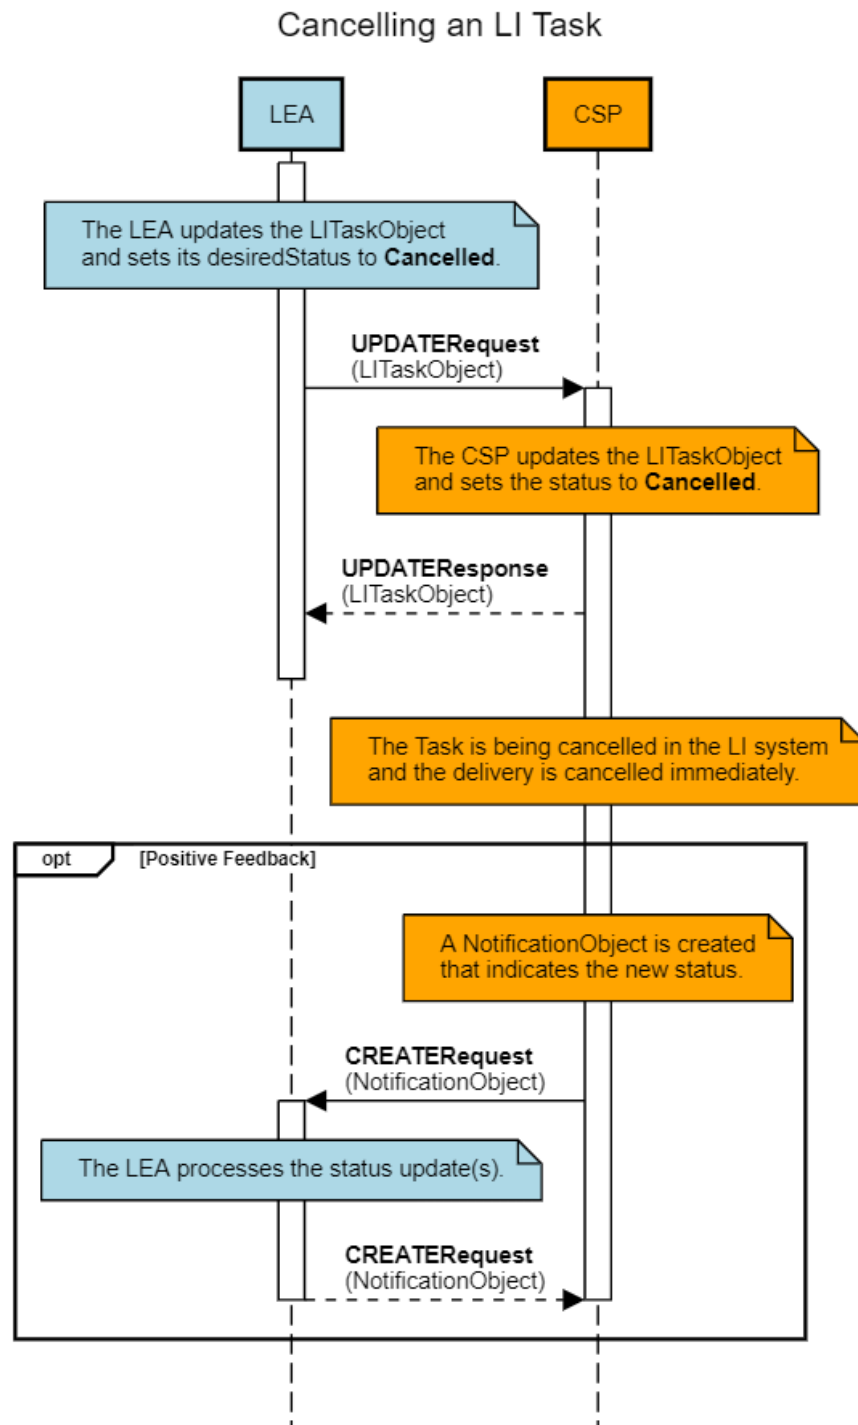 Cancelling an LI Task
LEA
CSP
The LEA updates the LITaskObject
and sets its desiredStatus to Cancelled.
UPDATERequest
(LITaskObject)
The CSP updates the LITaskObject
and sets the status to Cancelled.
UPDATEResponse
(LITaskObject)
The Task is being cancelled in the LI system
and the delivery is cancelled immediately.
opt
[Positive Feedback]
A NotificationObject is created
that indicates the new status.
CREATERequest
(NotificationObject)
The LEA processes the status update(s).
CREATERequest
(NotificationObject)